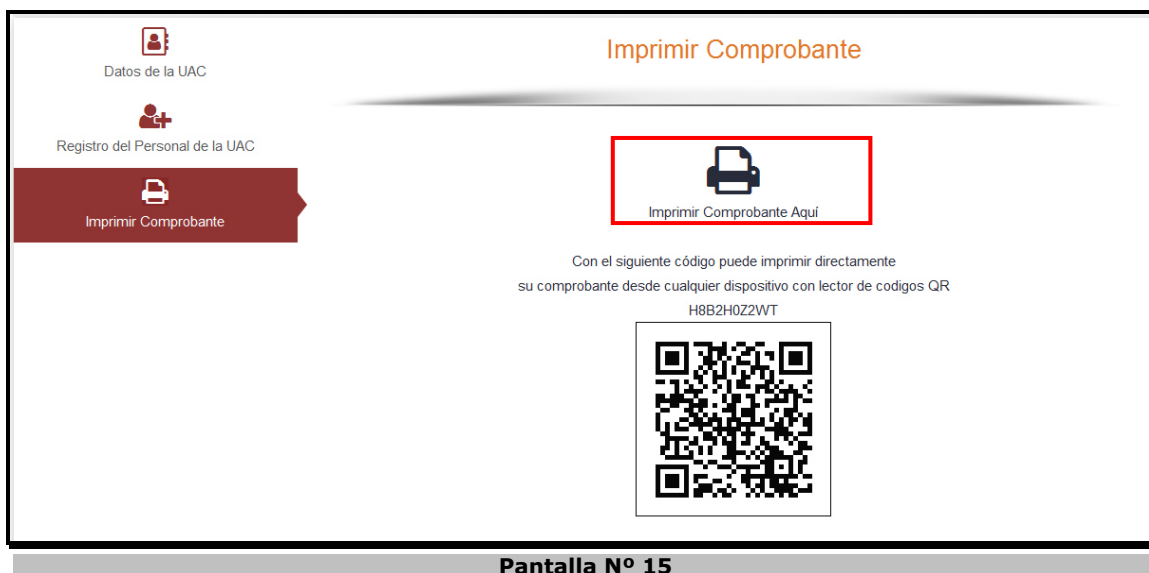 Datos de la UAC
Registro del Personal de la UAC
Imprimir Comprobante
Imprimir Comprobante
Imprimir Comprobante Aquí
Con el siguiente código puede imprimir directamente
su comprobante desde cualquier dispositivo con lector de codigos QR
H8B2H0Z2WT
Pantalla Nº 15